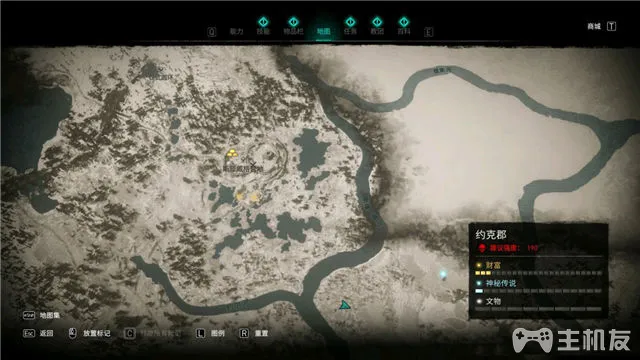 Q 能力 技能 物品栏 地图 任务 教团 百科 E
商城 T
约克郡
建议强度: 190
财富
神秘传说
文物
地图集
Esc 返回 放置标记 C L 图例 R 重置
主机友